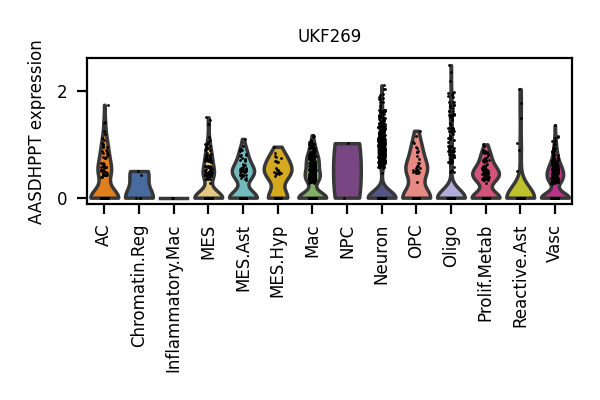 UKF269
AASDHPPT expression
2
0
AC
Chromatin.Reg
Inflammatory.Mac
MES
MES.Ast
MES.Hyp
Mac
NPC
Neuron
OPC
Oligo
Prolif.Metab
Reactive.Ast
Vasc